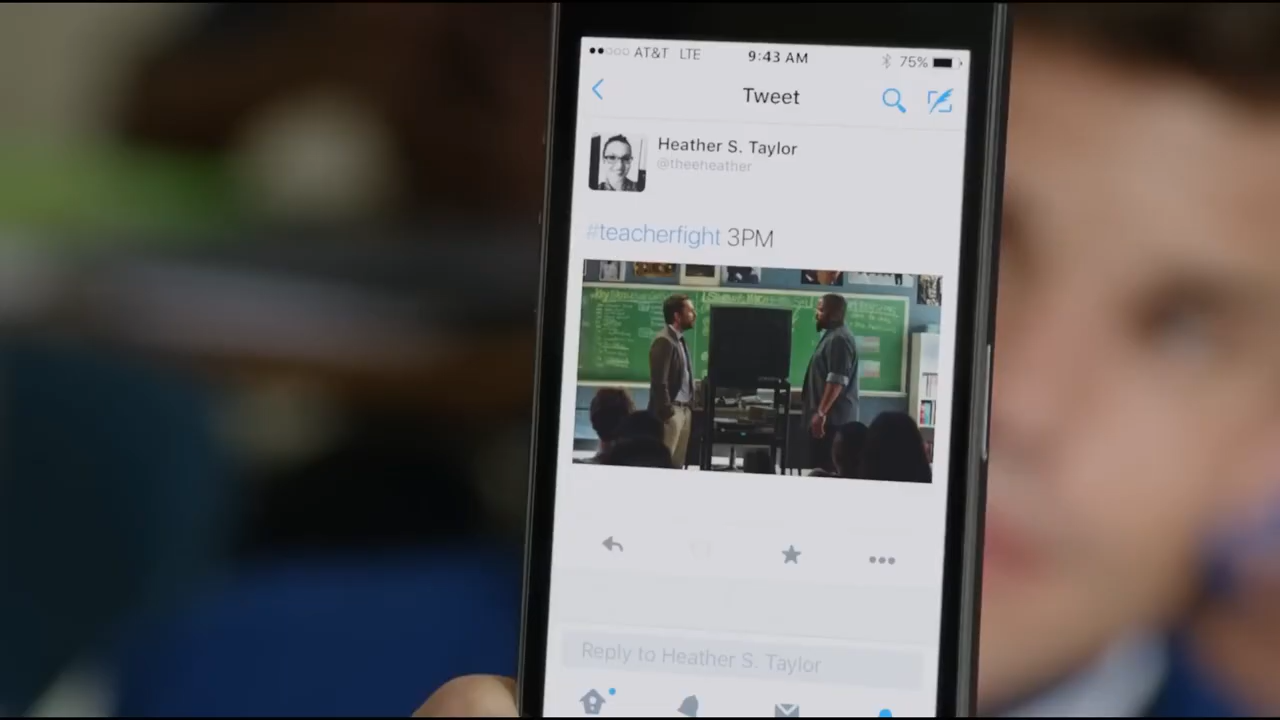 AT&T LTE 9:43 AM 75%
Tweet
Heather S. Taylor
@theeheather
#teacherfight 3PM
Reply to Heather S. Taylor